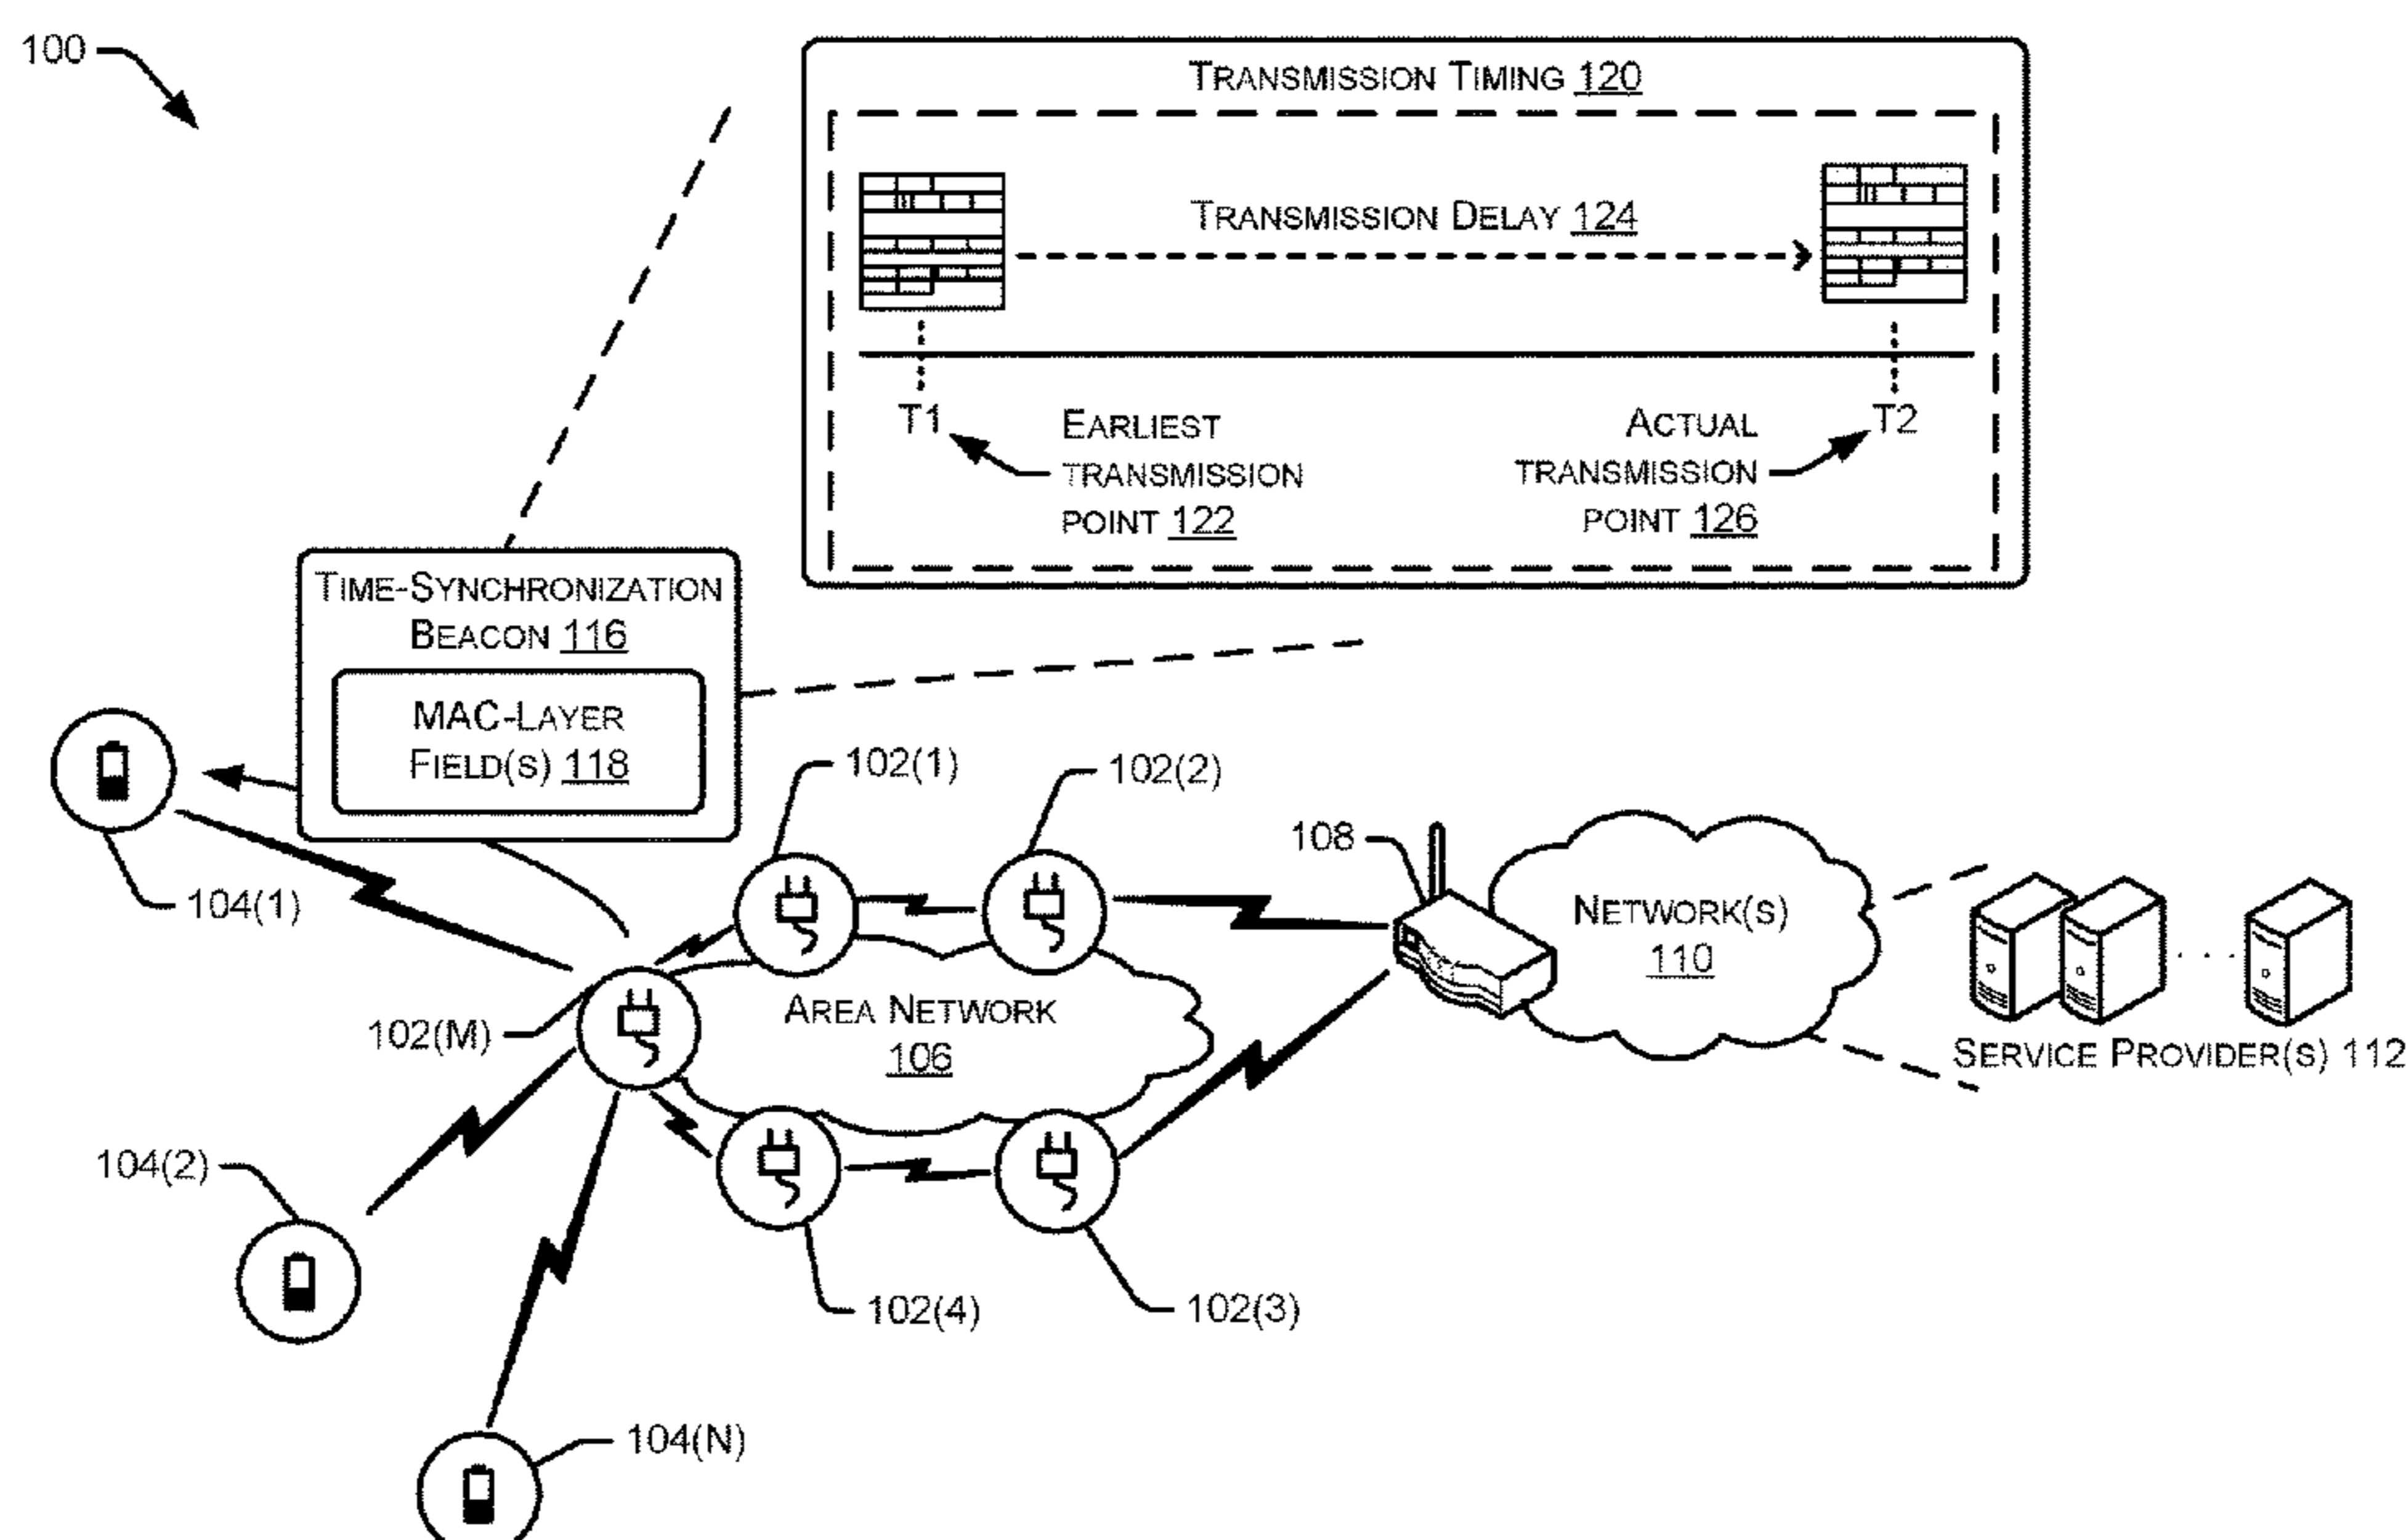 100
TRANSMISSION TIMING 120
TRANSMISSION DELAY 124
T1
T2
EARLIEST
TRANSMISSION
POINT 122
ACTUAL
TRANSMISSION
POINT 126
TIME-SYNCHRONIZATION
BEACON 116
MAC-LAYER
FIELD(S) 118
102(1)
102(2)
108
104(1)
NETWORK(S)
110
AREA NETWORK
106
102(M)
SERVICE PROVIDER(S) 112
104(2)
102(4)
102(3)
104(N)